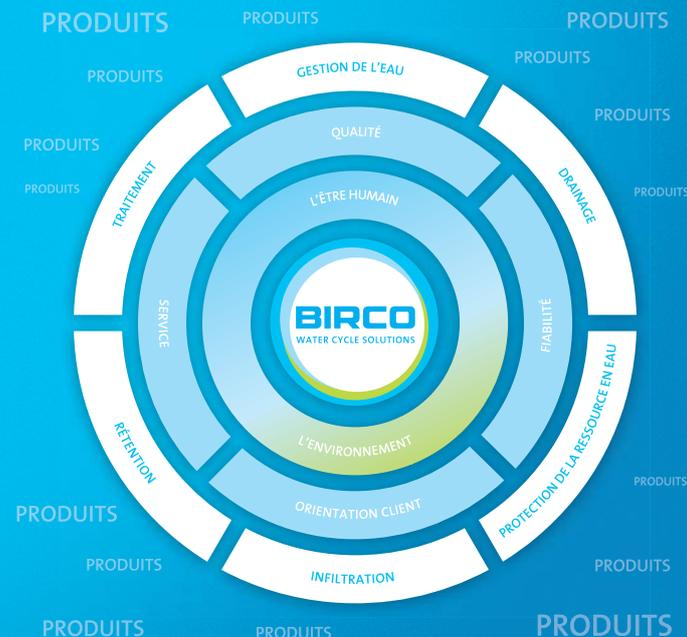 PRODUITS
PRODUITS
PRODUITS
PRODUITS
PRODUITS
PRODUITS
PRODUITS
PRODUITS
PRODUITS
GESTION DE L'EAU
DRAINAGE
PROTECTION DE LA RESSOURCE EN EAU
INFILTRATION
RÉTENTION
TRAITEMENT
QUALITÉ
FIABILITÉ
ORIENTATION CLIENT
SERVICE
L'ÊTRE HUMAIN
BIRCO
WATER CYCLE SOLUTIONS
L'ENVIRONNEMENT
PRODUITS
PRODUITS
PRODUITS
PRODUITS
PRODUITS
PRODUITS
PRODUITS